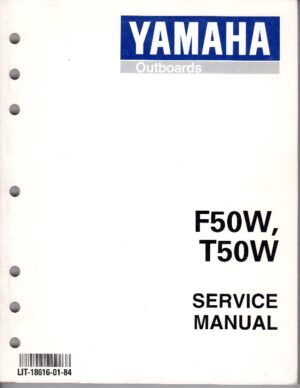 YAMAHA
Outboards
F50W,
T50W
SERVICE
MANUAL
LIT-18616-01-84